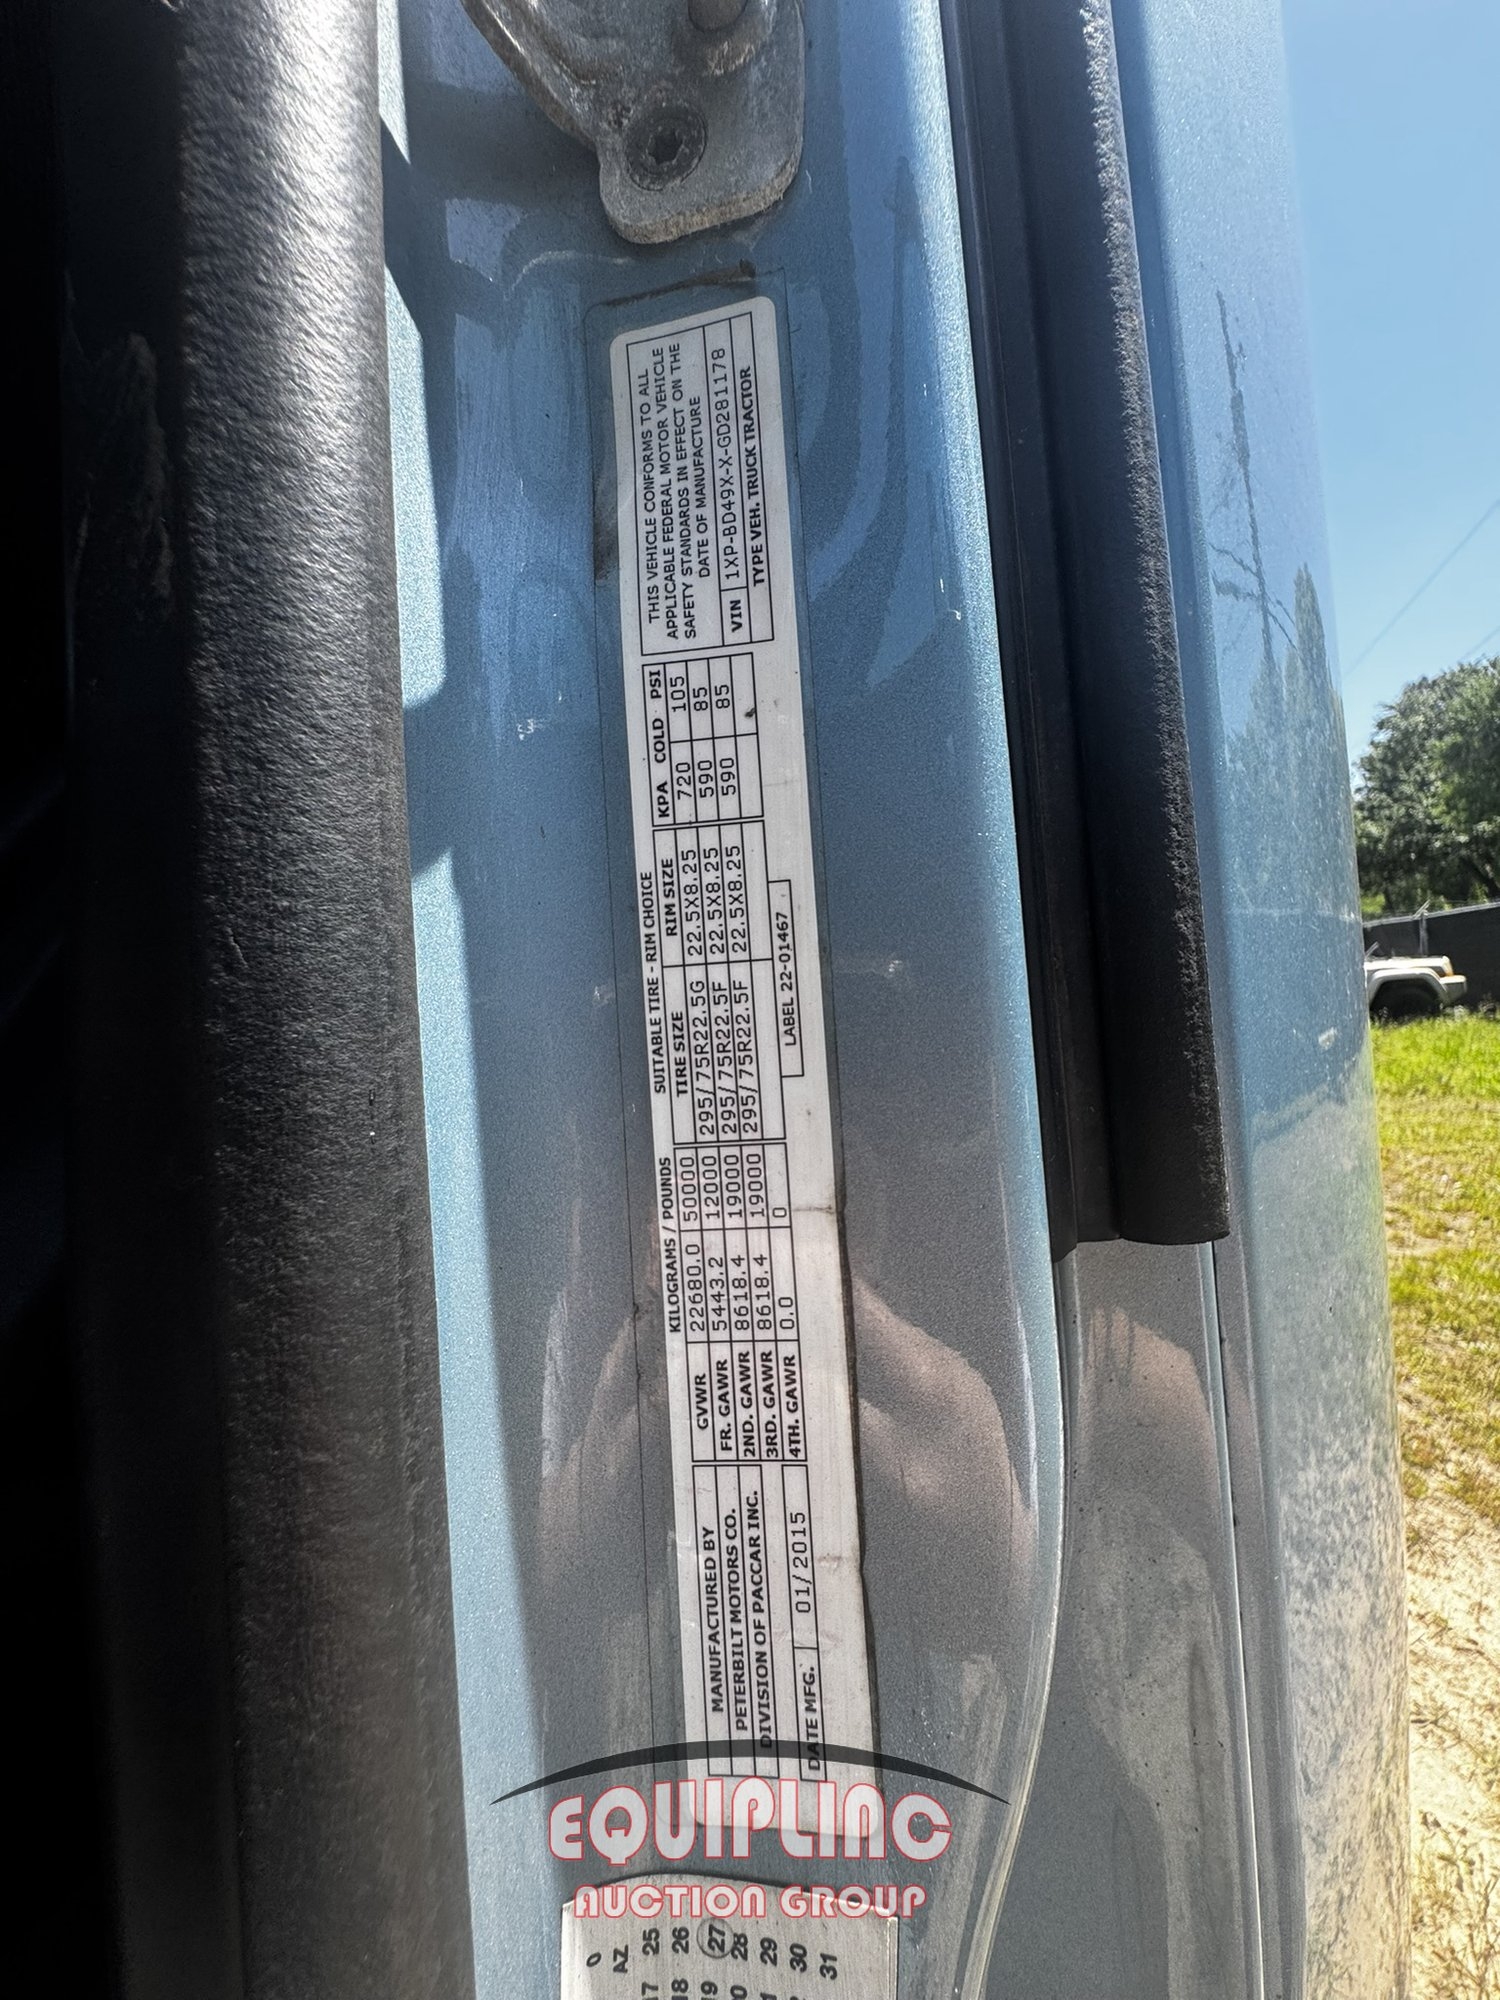 MANUFACTURED BY
PETERBILT MOTORS CO.
DIVISION OF PACCAR INC.
DATE MFG. 01/2015
KILOGRAMS / POUNDS
GVWR 22680.0 50000
FR. GAWR 5443.2 12000
2ND. GAWR 8618.4 19000
3RD. GAWR 8618.4 19000
4TH. GAWR 0.0 0
SUITABLE TIRE - RIM CHOICE
TIRE SIZE RIM SIZE KPA COLD PSI
295/75R22.5G 22.5X8.25 720 105
295/75R22.5F 22.5X8.25 590 85
295/75R22.5F 22.5X8.25 590 85
LABEL 22-01467
THIS VEHICLE CONFORMS TO ALL
APPLICABLE FEDERAL MOTOR VEHICLE
SAFETY STANDARDS IN EFFECT ON THE
DATE OF MANUFACTURE
VIN 1XP-BD49X-X-GD281178
TYPE VEH. TRUCK TRACTOR
EQUIPLINC
AUCTION GROUP
O
AZ
25
26
27
28
29
30
31